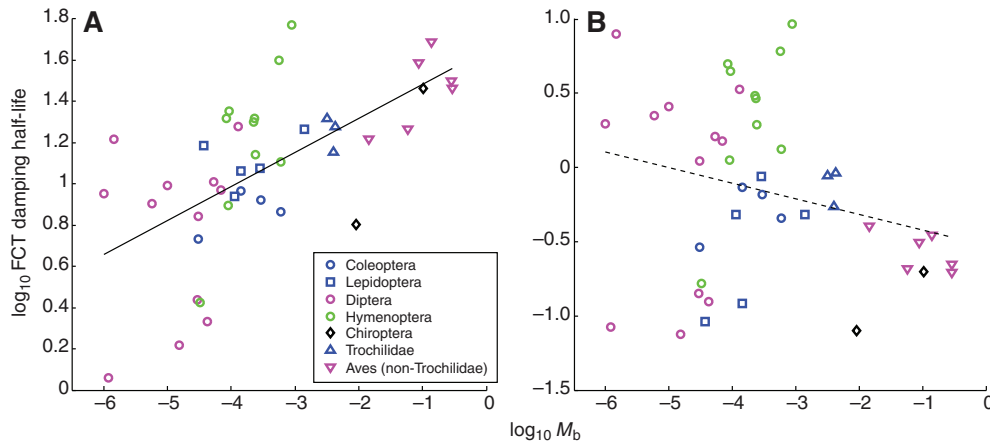 A
B
log10 FCT damping half-life
1.8
1.6
1.4
1.2
1.0
0.8
0.6
0.4
0.2
0
Coleoptera
Lepidoptera
Diptera
Hymenoptera
Chiroptera
Trochilidae
Aves (non-Trochilidae)
−6 −5 −4 −3 −2 −1 0
1.0
0.5
0
−0.5
−1.0
−1.5
−6 −5 −4 −3 −2 −1 0
log10 Mb